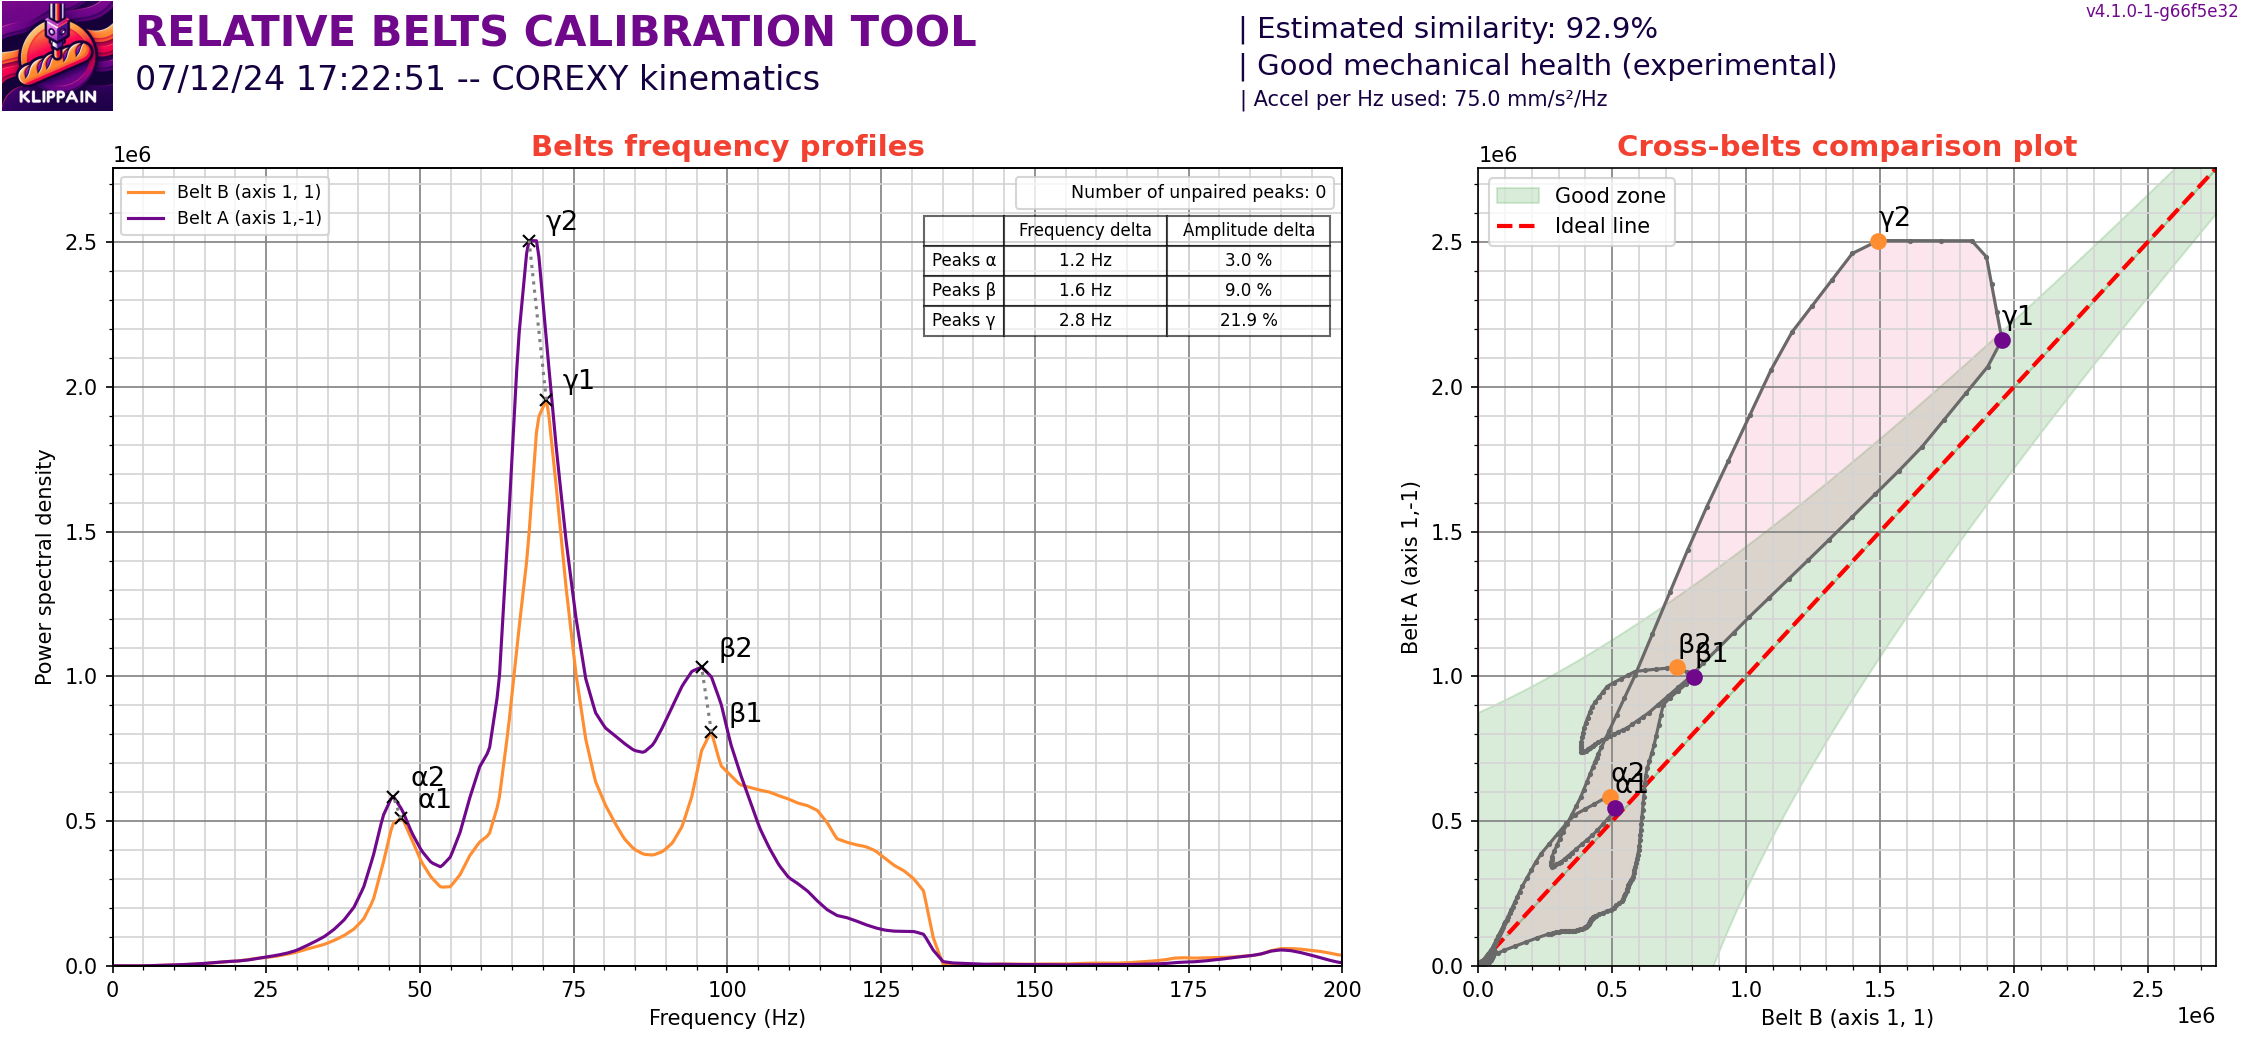 KLIPPAIN
RELATIVE BELTS CALIBRATION TOOL
07/12/24 17:22:51 -- COREXY kinematics
| Estimated similarity: 92.9%
| Good mechanical health (experimental)
| Accel per Hz used: 75.0 mm/s²/Hz
v4.1.0-1-g66f5e32
Belts frequency profiles
1e6
Belt B (axis 1, 1)
Belt A (axis 1,-1)
Number of unpaired peaks: 0
Frequency delta Amplitude delta
Peaks α 1.2 Hz 3.0 %
Peaks β 1.6 Hz 9.0 %
Peaks γ 2.8 Hz 21.9 %
γ2
γ1
β2
β1
α2
α1
Power spectral density
2.5
2.0
1.5
1.0
0.5
0.0
0 25 50 75 100 125 150 175 200
Frequency (Hz)
Cross-belts comparison plot
1e6
Good zone
Ideal line
γ2
γ1
β2
β1
α2
α1
Belt A (axis 1,-1)
2.5
2.0
1.5
1.0
0.5
0.0
0.0 0.5 1.0 1.5 2.0 2.5
Belt B (axis 1, 1)
1e6